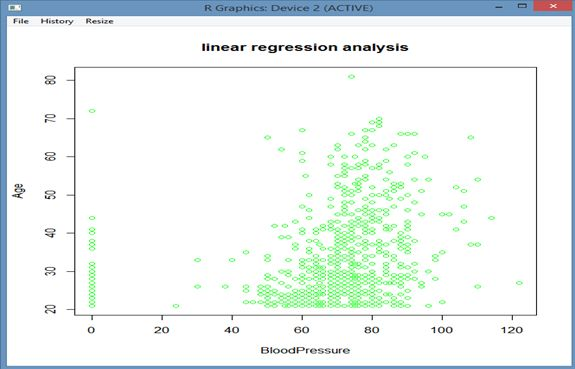 R Graphics: Device 2 (ACTIVE)
File History Resize
linear regression analysis
Age
80
70
60
50
40
30
20
0 20 40 60 80 100 120
BloodPressure